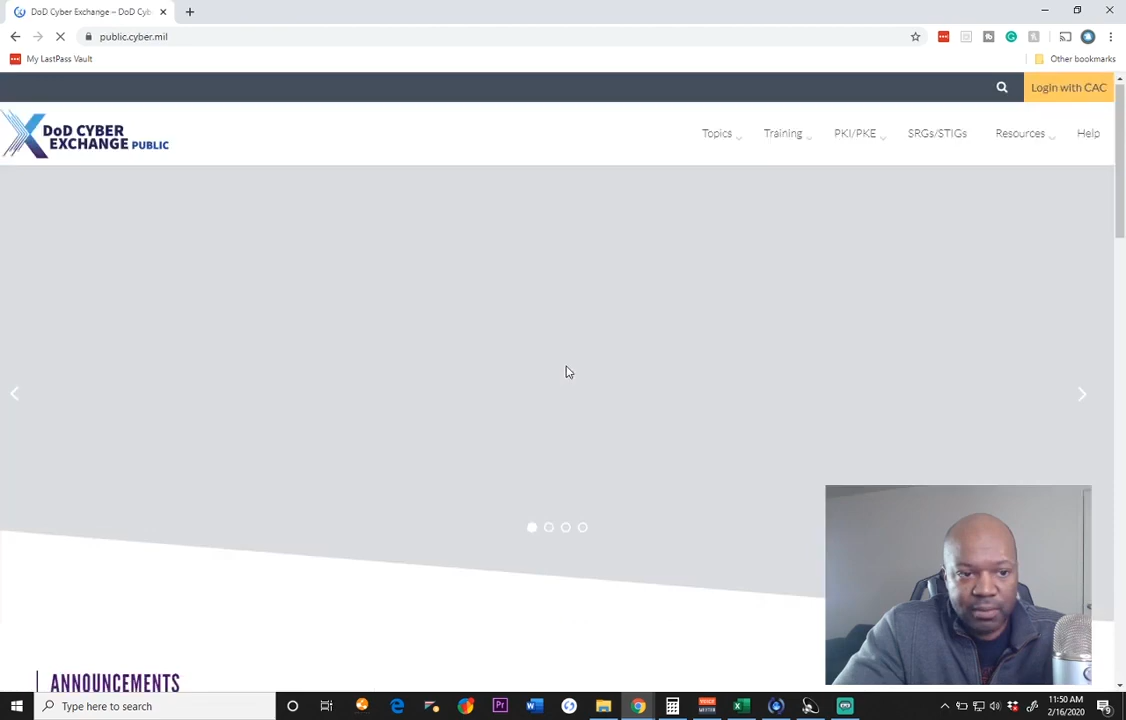 DoD Cyber Exchange – DoD Cyb
public.cyber.mil
My LastPass Vault
Other bookmarks
Login with CAC
DoD CYBER
EXCHANGE PUBLIC
Topics
Training
PKI/PKE
SRGs/STIGs
Resources
Help
ANNOUNCEMENTS
Type here to search
11:50 AM
2/16/2020